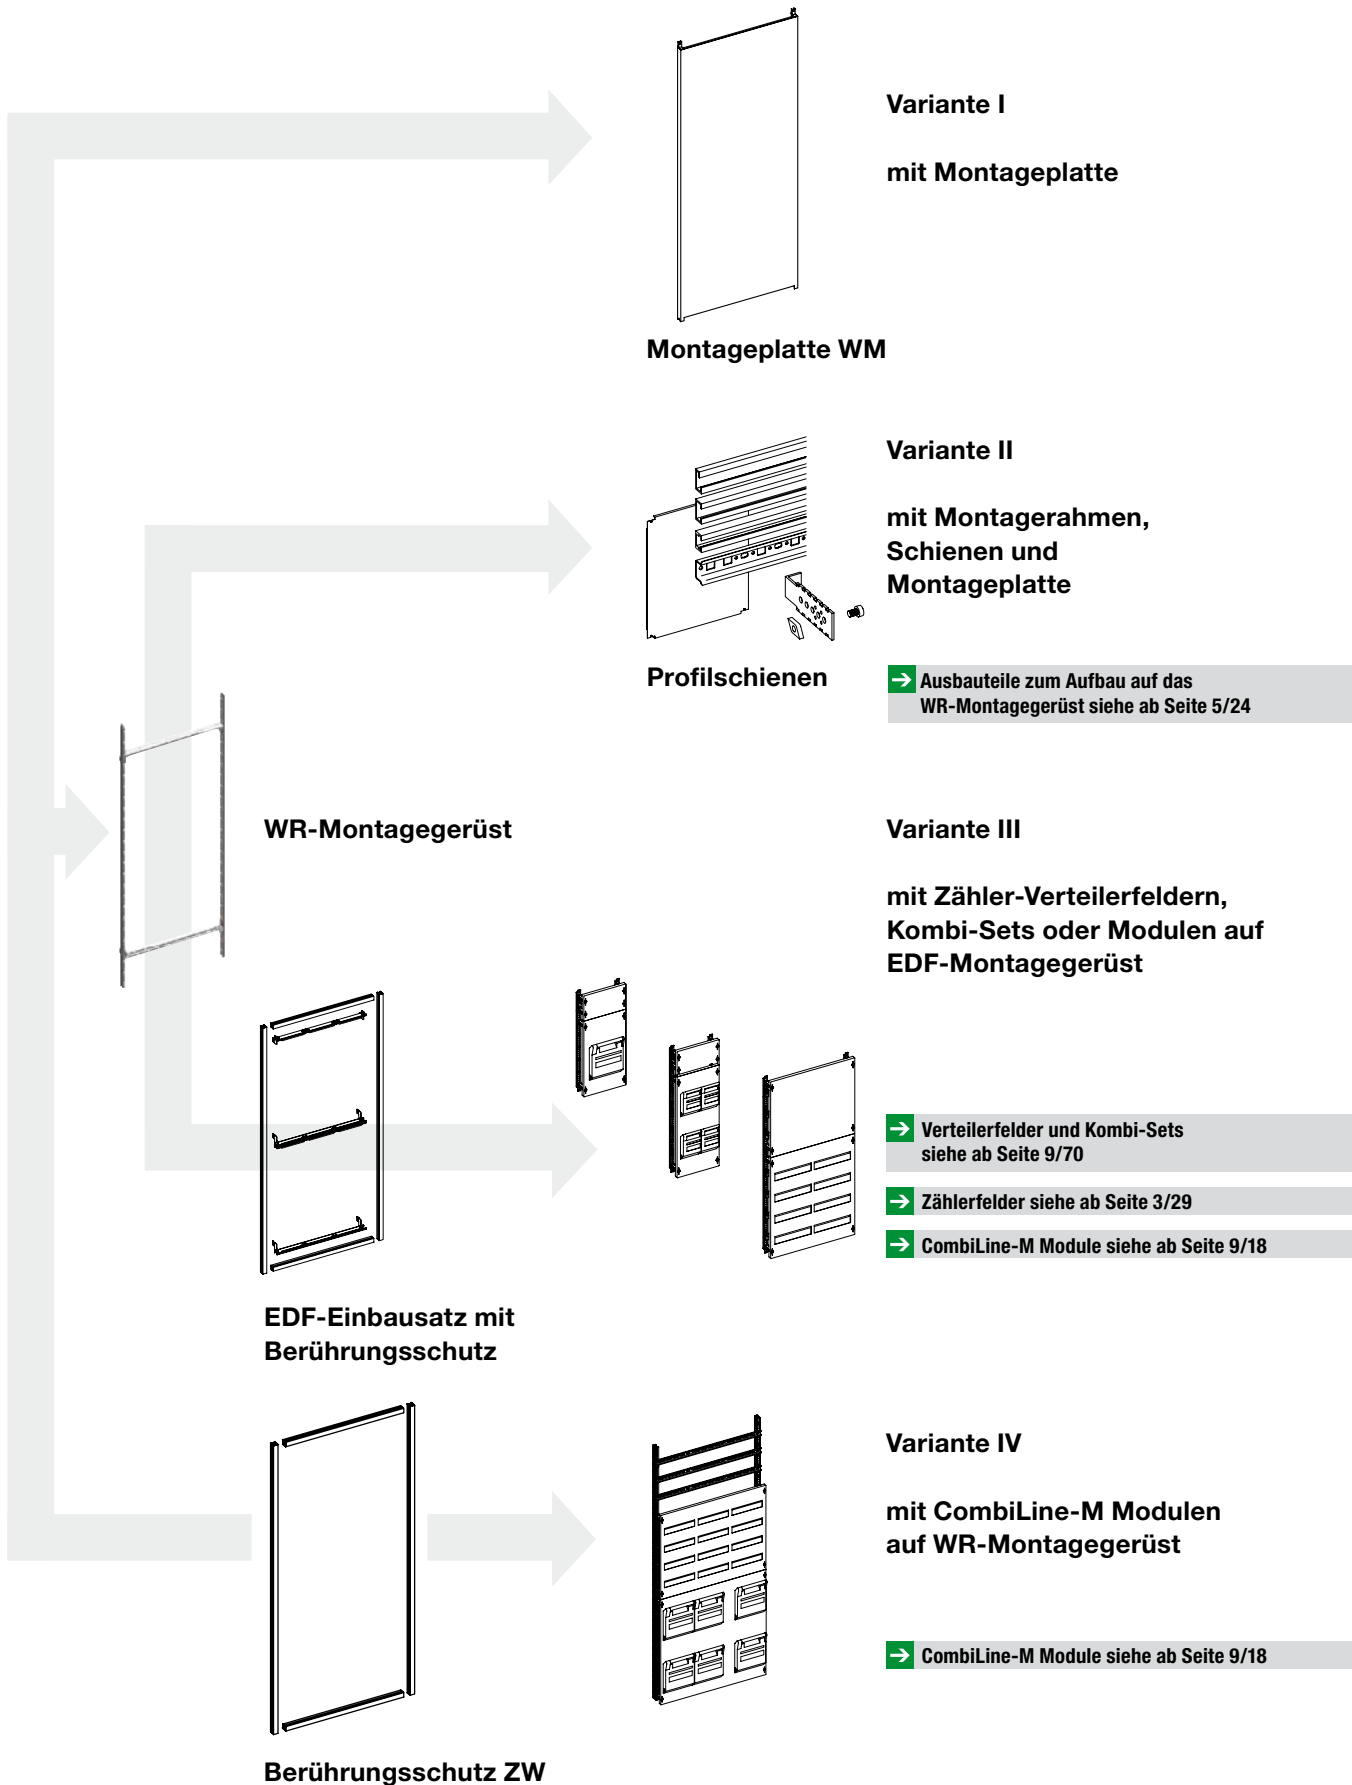 Variante I
mit Montageplatte
Montageplatte WM
Variante II
mit Montagerahmen,
Schienen und
Montageplatte
Profilschienen
➔ Ausbauteile zum Aufbau auf das
WR-Montagegerüst siehe ab Seite 5/24
WR-Montagegerüst
Variante III
mit Zähler-Verteilerfeldern,
Kombi-Sets oder Modulen auf
EDF-Montagegerüst
➔ Verteilerfelder und Kombi-Sets
siehe ab Seite 9/70
➔ Zählerfelder siehe ab Seite 3/29
➔ CombiLine-M Module siehe ab Seite 9/18
EDF-Einbausatz mit
Berührungsschutz
Variante IV
mit CombiLine-M Modulen
auf WR-Montagegerüst
➔ CombiLine-M Module siehe ab Seite 9/18
Berührungsschutz ZW